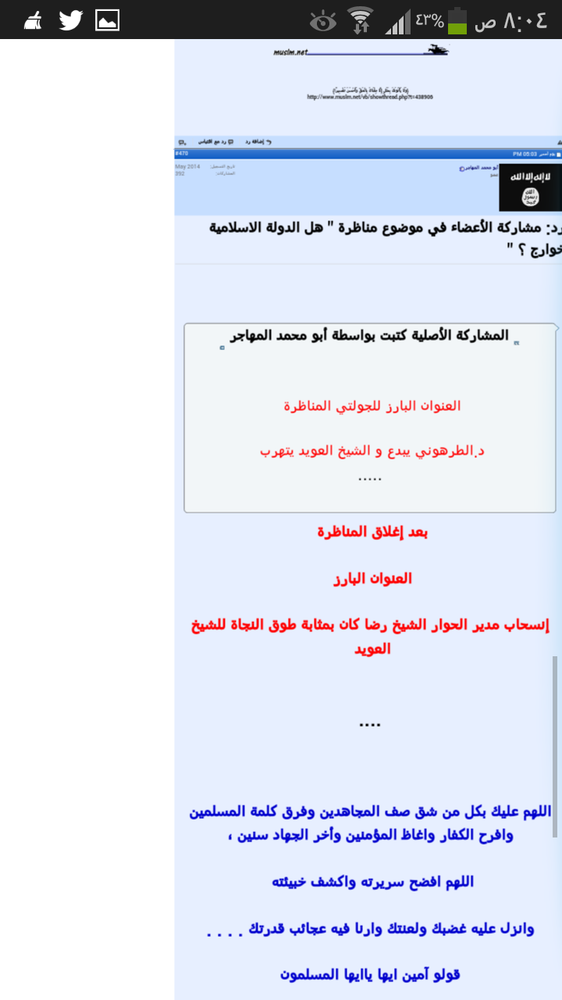 ٨:٠٤ ص
٤٣%
musim.net
http://www.muslm.net/vb/showthread.php?t=438906
إضافة رد
رد مع اقتباس
يوم أمس 05:03 PM
#470
أبو محمد المهاجر
عضو
تاريخ التسجيل: May 2014
المشاركات: 392
لا إله إلا الله
الله
رسول
محمد
رد: مشاركة الأعضاء في موضوع مناظرة " هل الدولة الاسلامية
خوارج ؟ "
المشاركة الأصلية كتبت بواسطة أبو محمد المهاجر
العنوان البارز للجولتي المناظرة
د.الطرهوني يبدع و الشيخ العويد يتهرب
.....
بعد إغلاق المناظرة
العنوان البارز
إنسحاب مدير الحوار الشيخ رضا كان بمثابة طوق النجاة للشيخ
العويد
....
اللهم عليك بكل من شق صف المجاهدين وفرق كلمة المسلمين
وافرح الكفار واغاظ المؤمنين وأخر الجهاد سنين ،
اللهم افضح سريرته واكشف خبيئته
وانزل عليه غضبك ولعنتك وارنا فيه عجائب قدرتك . . . .
قولو آمين ايها ياايها المسلمون